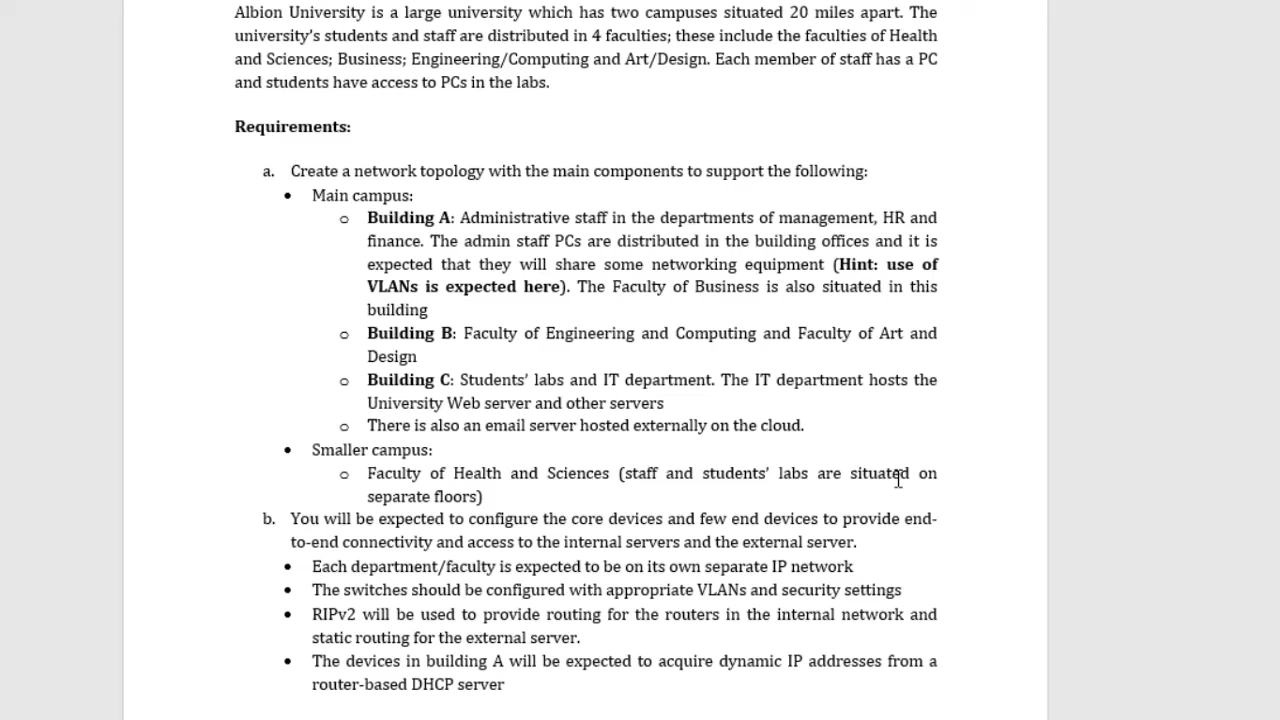 Albion University is a large university which has two campuses situated 20 miles apart. The
university's students and staff are distributed in 4 faculties; these include the faculties of Health
and Sciences; Business; Engineering/Computing and Art/Design. Each member of staff has a PC
and students have access to PCs in the labs.
Requirements:
a. Create a network topology with the main components to support the following:
• Main campus:
o Building A: Administrative staff in the departments of management, HR and
finance. The admin staff PCs are distributed in the building offices and it is
expected that they will share some networking equipment (Hint: use of
VLANs is expected here). The Faculty of Business is also situated in this
building
o Building B: Faculty of Engineering and Computing and Faculty of Art and
Design
o Building C: Students' labs and IT department. The IT department hosts the
University Web server and other servers
o There is also an email server hosted externally on the cloud.
• Smaller campus:
o Faculty of Health and Sciences (staff and students' labs are situated on
separate floors)
b. You will be expected to configure the core devices and few end devices to provide end-
to-end connectivity and access to the internal servers and the external server.
• Each department/faculty is expected to be on its own separate IP network
• The switches should be configured with appropriate VLANs and security settings
• RIPv2 will be used to provide routing for the routers in the internal network and
static routing for the external server.
• The devices in building A will be expected to acquire dynamic IP addresses from a
router-based DHCP server